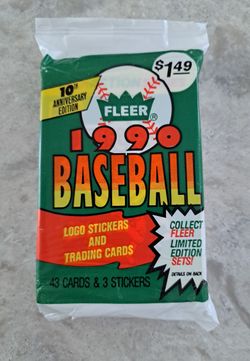 10TH
ANNIVERSARY
EDITION
$1.49
FLEER®
1990
BASEBALL
LOGO STICKERS
AND
TRADING CARDS
COLLECT
FLEER
LIMITED
EDITION
SETS!
DETAILS ON BACK
43 CARDS & 3 STICKERS